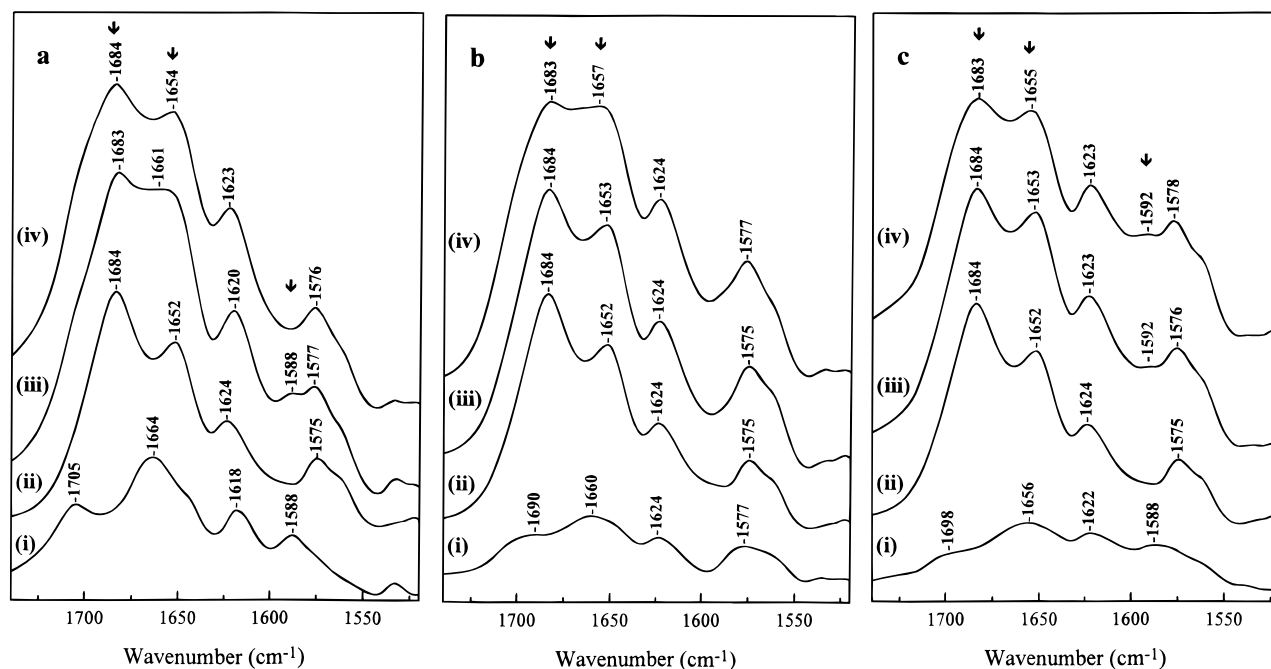 a
(iv)
-1684
-1654
-1623
-1576
(iii)
-1683
-1661
-1620
-1588
-1577
(ii)
-1684
-1652
-1624
-1575
(i)
-1705
-1664
-1618
-1588
1700 1650 1600 1550
Wavenumber (cm-1)
b
(iv)
-1683
-1657
-1624
-1577
(iii)
-1684
-1653
-1624
-1575
(ii)
-1684
-1652
-1624
-1575
(i)
-1690
-1660
-1624
-1577
1700 1650 1600 1550
Wavenumber (cm-1)
c
(iv)
-1683
-1655
-1623
-1592
-1578
(iii)
-1684
-1653
-1623
-1592
-1576
(ii)
-1684
-1652
-1624
-1575
(i)
-1698
-1656
-1622
-1588
1700 1650 1600 1550
Wavenumber (cm-1)